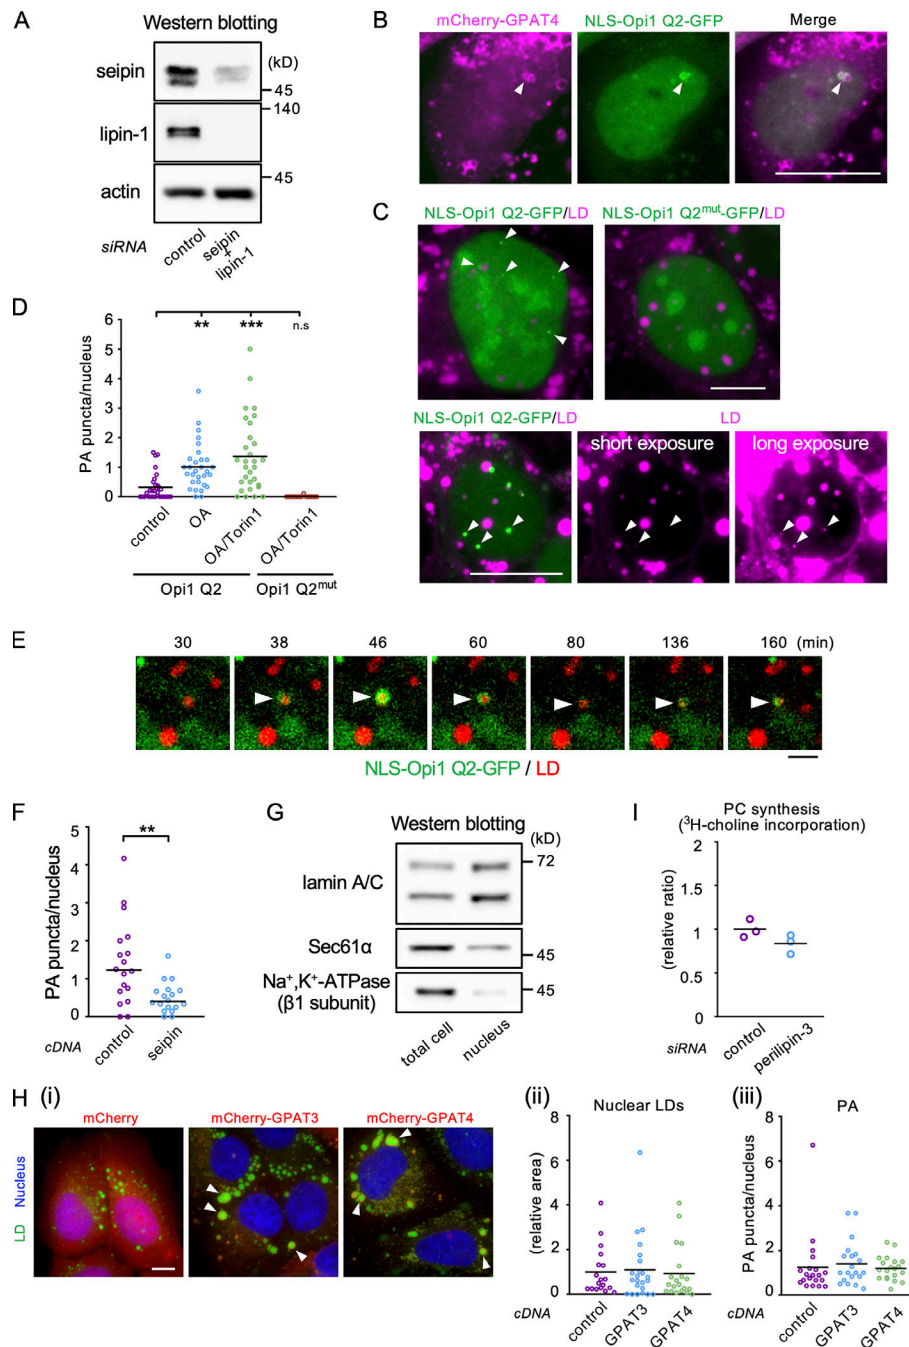 A
Western blotting
(kD)
seipin
45
140
lipin-1
45
actin
siRNA
control
seipin
+
lipin-1
B
mCherry-GPAT4
NLS-Opi1 Q2-GFP
Merge
C
NLS-Opi1 Q2-GFP/LD
NLS-Opi1 Q2mut-GFP/LD
NLS-Opi1 Q2-GFP/LD
LD
short exposure
long exposure
D
PA puncta/nucleus
6
5
4
3
2
1
0
**
***
n.s
control
OA
OA/Torin1
OA/Torin1
Opi1 Q2
Opi1 Q2mut
E
30
38
46
60
80
136
160
(min)
NLS-Opi1 Q2-GFP / LD
F
PA puncta/nucleus
5
4
3
2
1
0
**
cDNA
control
seipin
G
Western blotting
(kD)
72
lamin A/C
Sec61α
45
Na+,K+-ATPase
(β1 subunit)
45
total cell
nucleus
I
PC synthesis
(3H-choline incorporation)
(relative ratio)
2
1.5
1
0.5
0
siRNA
control
perilipin-3
H
(i)
mCherry
mCherry-GPAT3
mCherry-GPAT4
LD Nucleus
(ii)
Nuclear LDs
(relative area)
8
6
4
2
0
cDNA
control
GPAT3
GPAT4
(iii)
PA
PA puncta/nucleus
8
6
4
2
0
cDNA
control
GPAT3
GPAT4